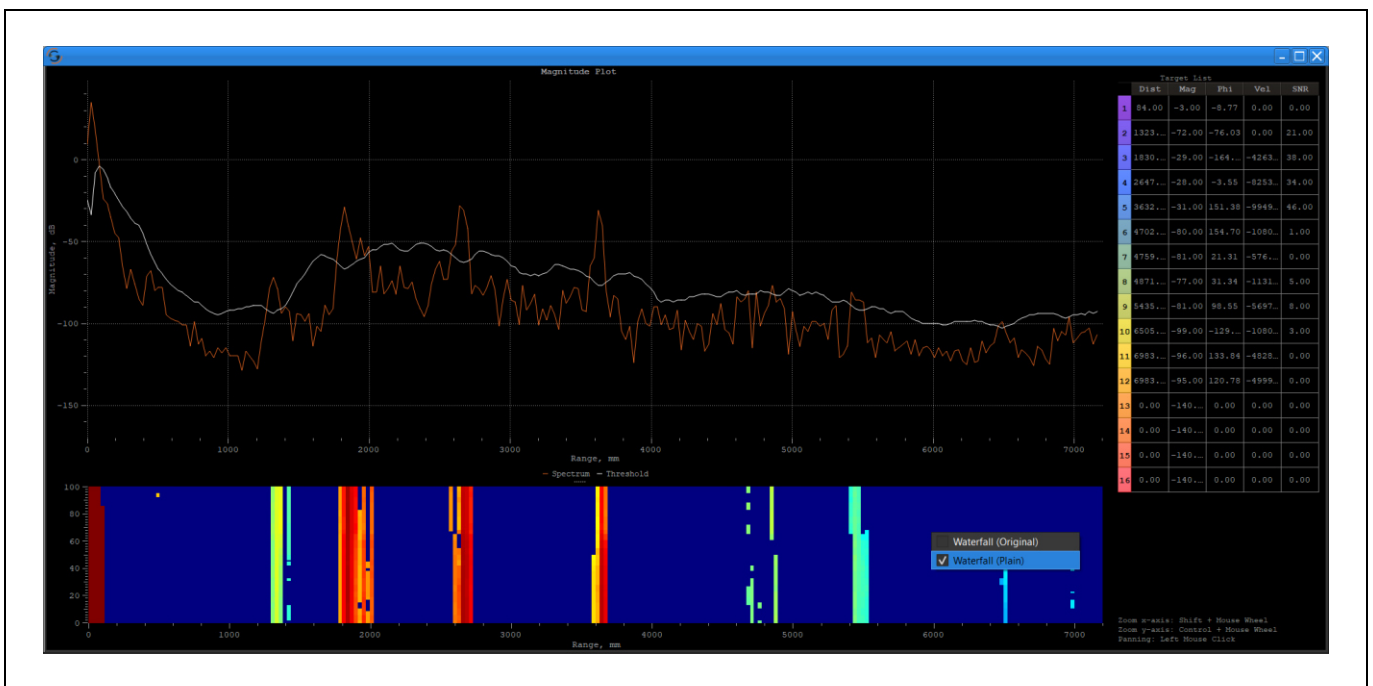 Magnitude Plot
0
-50
-100
-150
Magnitude, dB
0 1000 2000 3000 4000 5000 6000 7000
Range, mm
Spectrum Threshold
100
80
60
40
20
0
0 1000 2000 3000 4000 5000 6000 7000
Range, mm
Waterfall (Original)
Waterfall (Plain)
Target List
Dist Mag Phi Vel SNR
1 84.00 -3.00 -8.77 0.00 0.00
2 1323... -72.00 -76.03 0.00 21.00
3 1830... -29.00 -164... -4263... 38.00
4 2647... -28.00 -3.55 -8253... 34.00
5 3632... -31.00 151.38 -9949... 46.00
6 4702... -80.00 154.70 -1080... 1.00
7 4759... -81.00 21.31 -576... 0.00
8 4871... -77.00 31.34 -1131... 5.00
9 5435... -81.00 98.55 -5697... 8.00
10 6505... -99.00 -129... -1080... 3.00
11 6983... -96.00 133.84 -4828... 0.00
12 6983... -95.00 120.78 -4999... 0.00
13 0.00 -140... 0.00 0.00 0.00
14 0.00 -140... 0.00 0.00 0.00
15 0.00 -140... 0.00 0.00 0.00
16 0.00 -140... 0.00 0.00 0.00
Zoom x-axis: Shift + Mouse Wheel
Zoom y-axis: Control + Mouse Wheel
Panning: Left Mouse Click